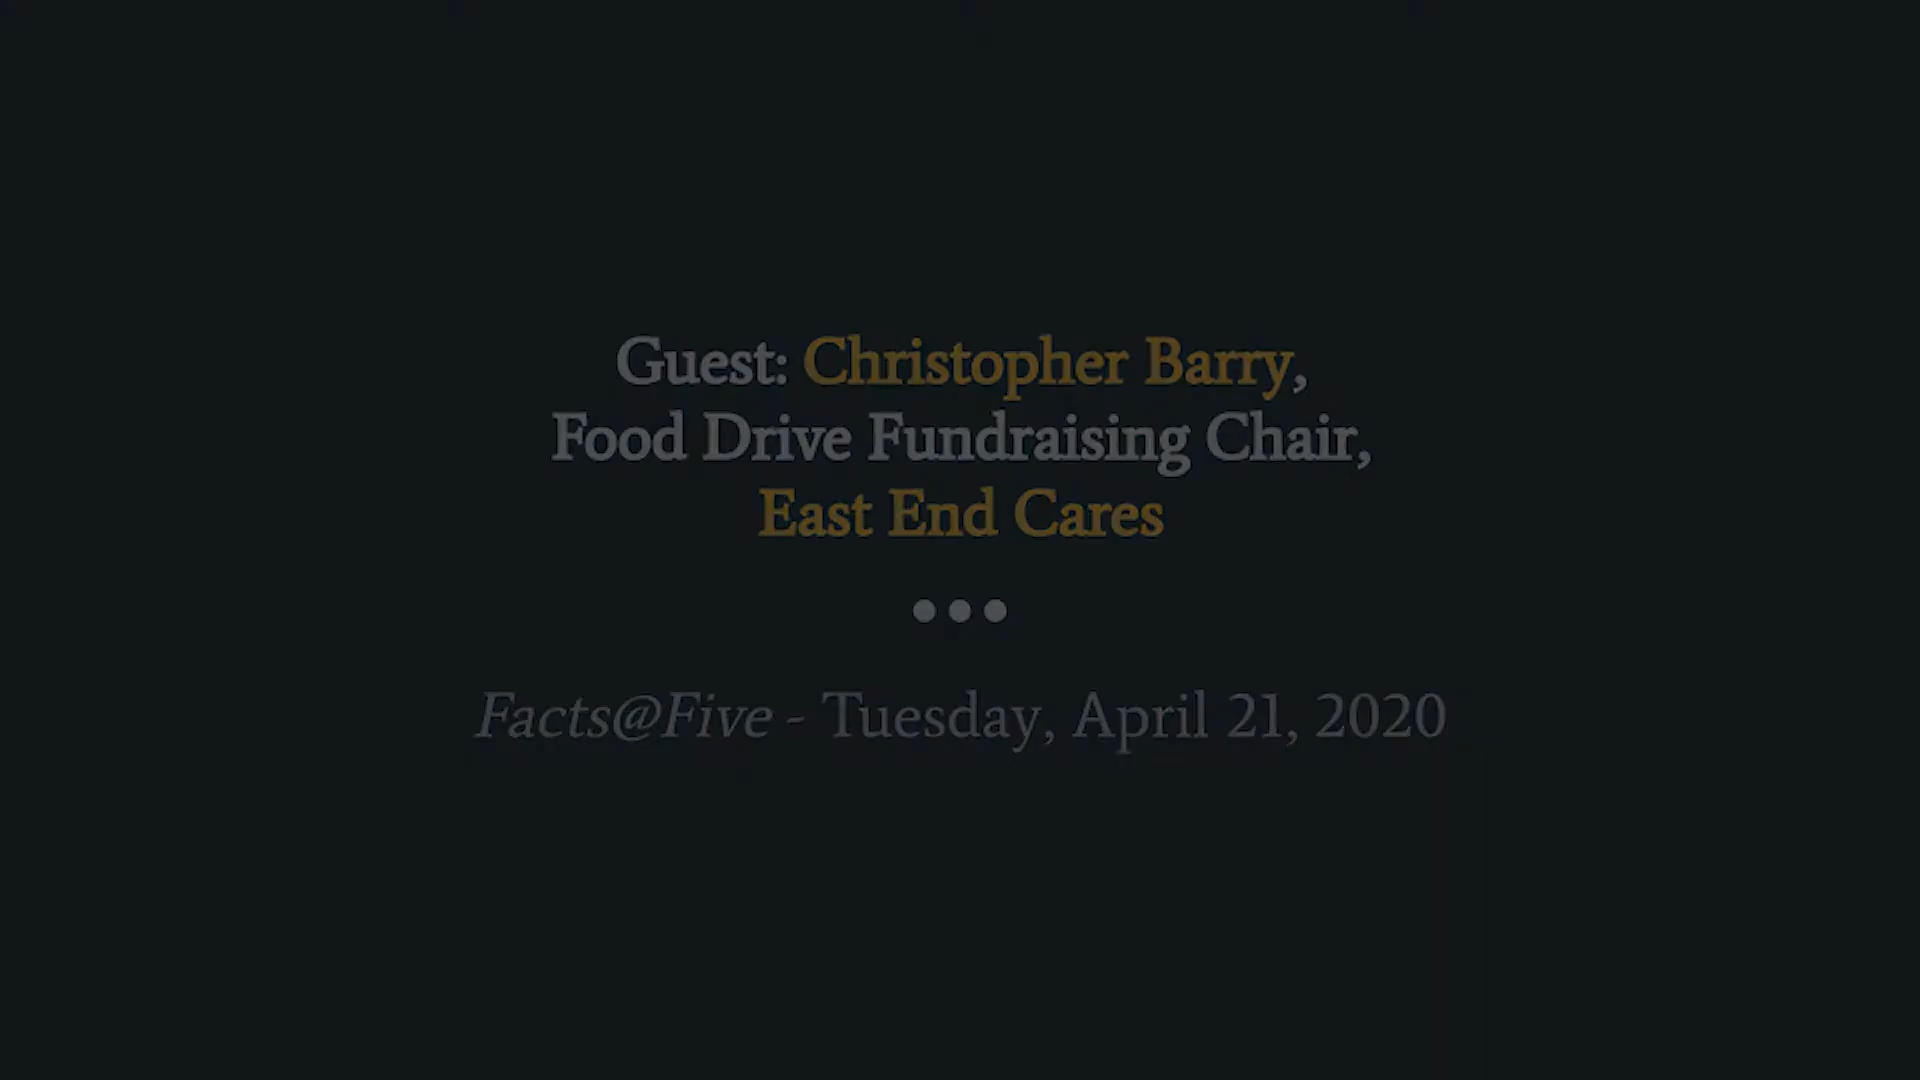 Guest: Christopher Barry,
Food Drive Fundraising Chair,
East End Cares
•••
Facts@Five - Tuesday, April 21, 2020